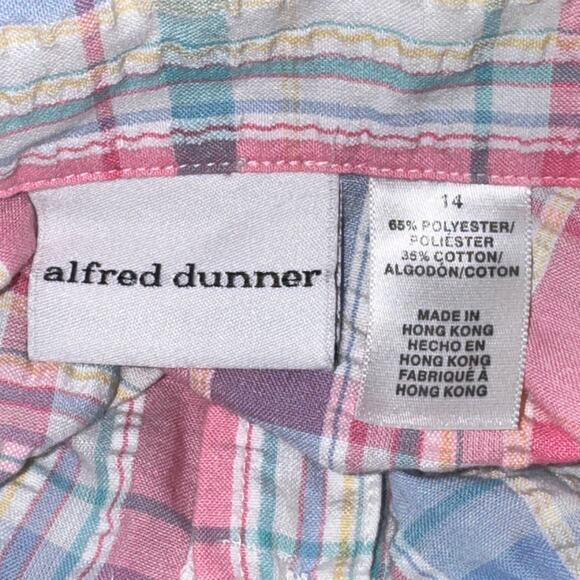 alfred dunner
14
65% POLYESTER/
POLIÉSTER
35% COTTON/
ALGODÓN/COTON
MADE IN
HONG KONG
HECHO EN
HONG KONG
FABRIQUÉ À
HONG KONG